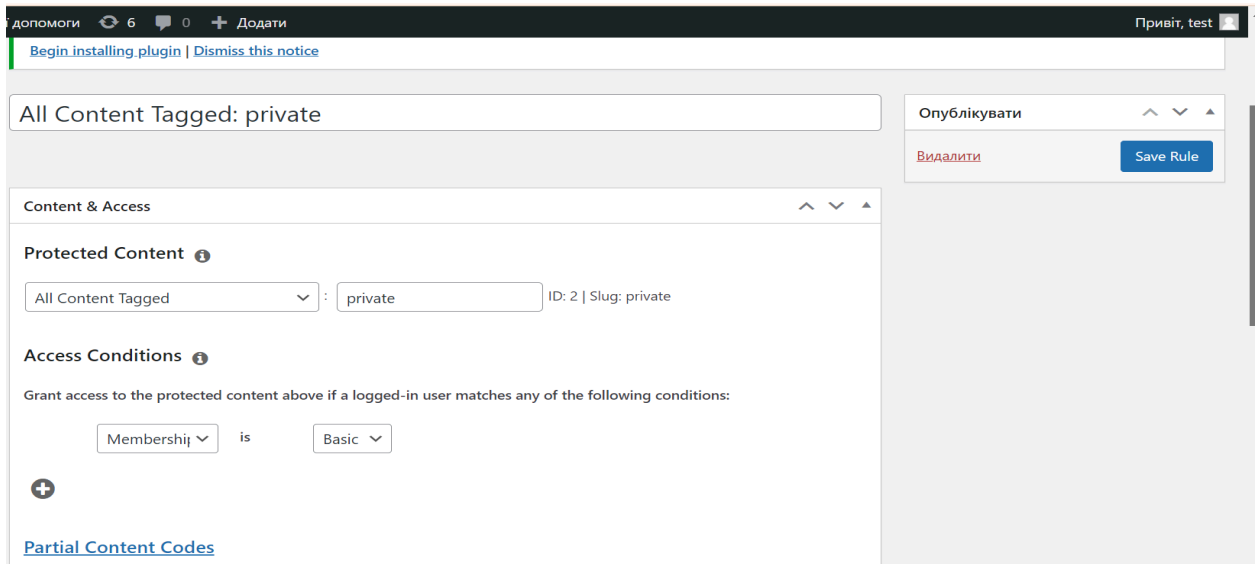 ї допомоги 6 0 Додати Привіт, test
Begin installing plugin | Dismiss this notice
All Content Tagged: private
Опублікувати
Видалити Save Rule
Content & Access
Protected Content
All Content Tagged : private ID: 2 | Slug: private
Access Conditions
Grant access to the protected content above if a logged-in user matches any of the following conditions:
Membership is Basic
Partial Content Codes